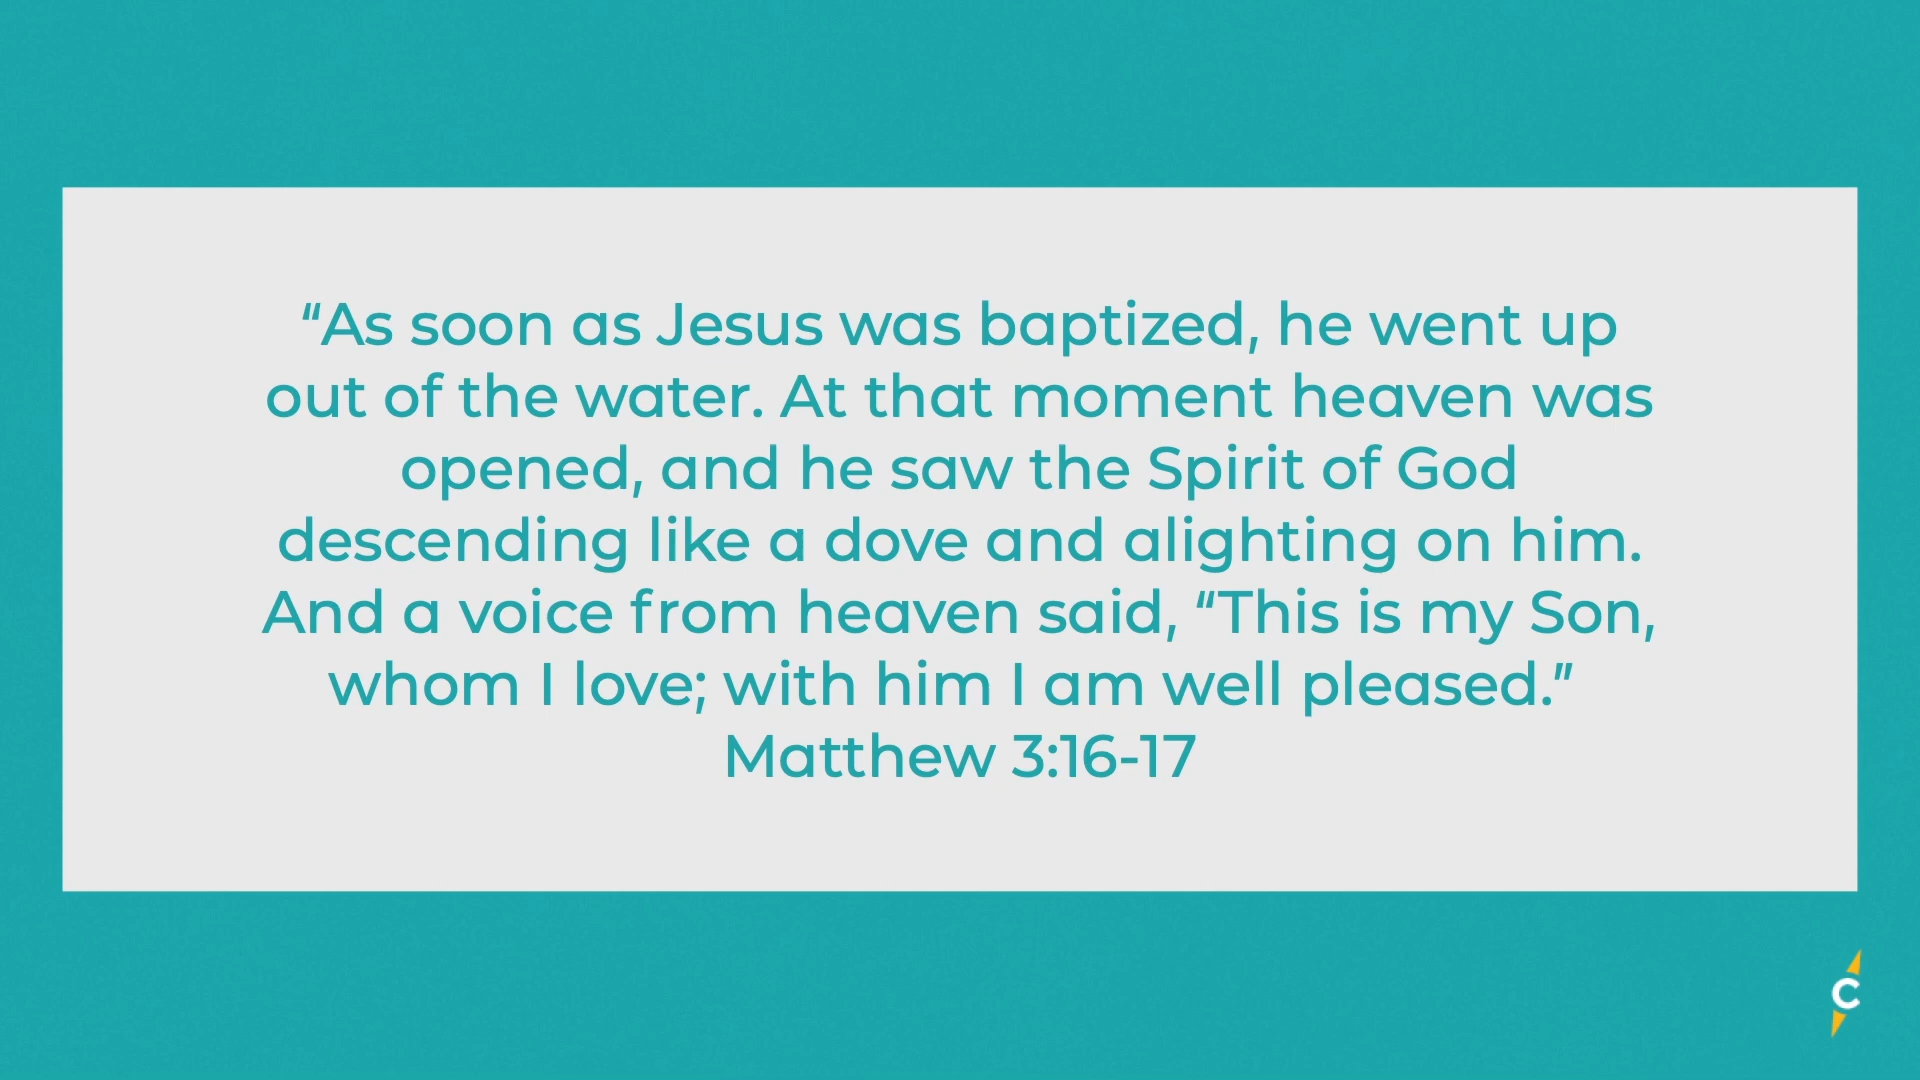 “As soon as Jesus was baptized, he went up
out of the water. At that moment heaven was
opened, and he saw the Spirit of God
descending like a dove and alighting on him.
And a voice from heaven said, “This is my Son,
whom I love; with him I am well pleased.”
Matthew 3:16-17
C